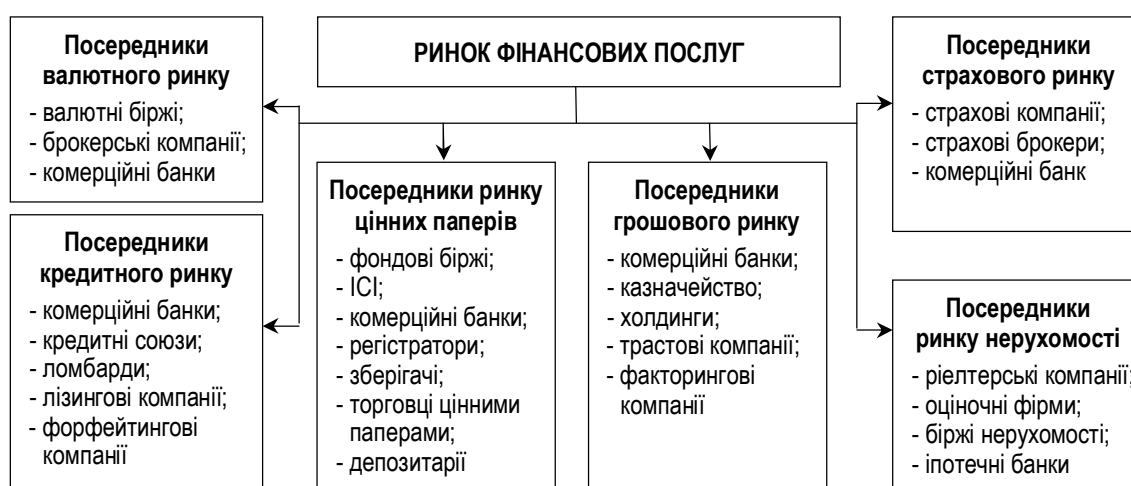 РИНОК ФІНАНСОВИХ ПОСЛУГ
Посередники
валютного ринку
- валютні біржі;
- брокерські компанії;
- комерційні банки
Посередники
кредитного ринку
- комерційні банки;
- кредитні союзи;
- ломбарди;
- лізингові компанії;
- форфейтингові
компанії
Посередники ринку
цінних паперів
- фондові біржі;
- ІСІ;
- комерційні банки;
- регістратори;
- зберігачі;
- торговці цінними
паперами;
- депозитарії
Посередники
грошового ринку
- комерційні банки;
- казначейство;
- холдинги;
- трастові компанії;
- факторингові
компанії
Посередники
страхового ринку
- страхові компанії;
- страхові брокери;
- комерційні банк
Посередники
ринку нерухомості
- ріелтерські компанії;
- оціночні фірми;
- біржі нерухомості;
- іпотечні банки